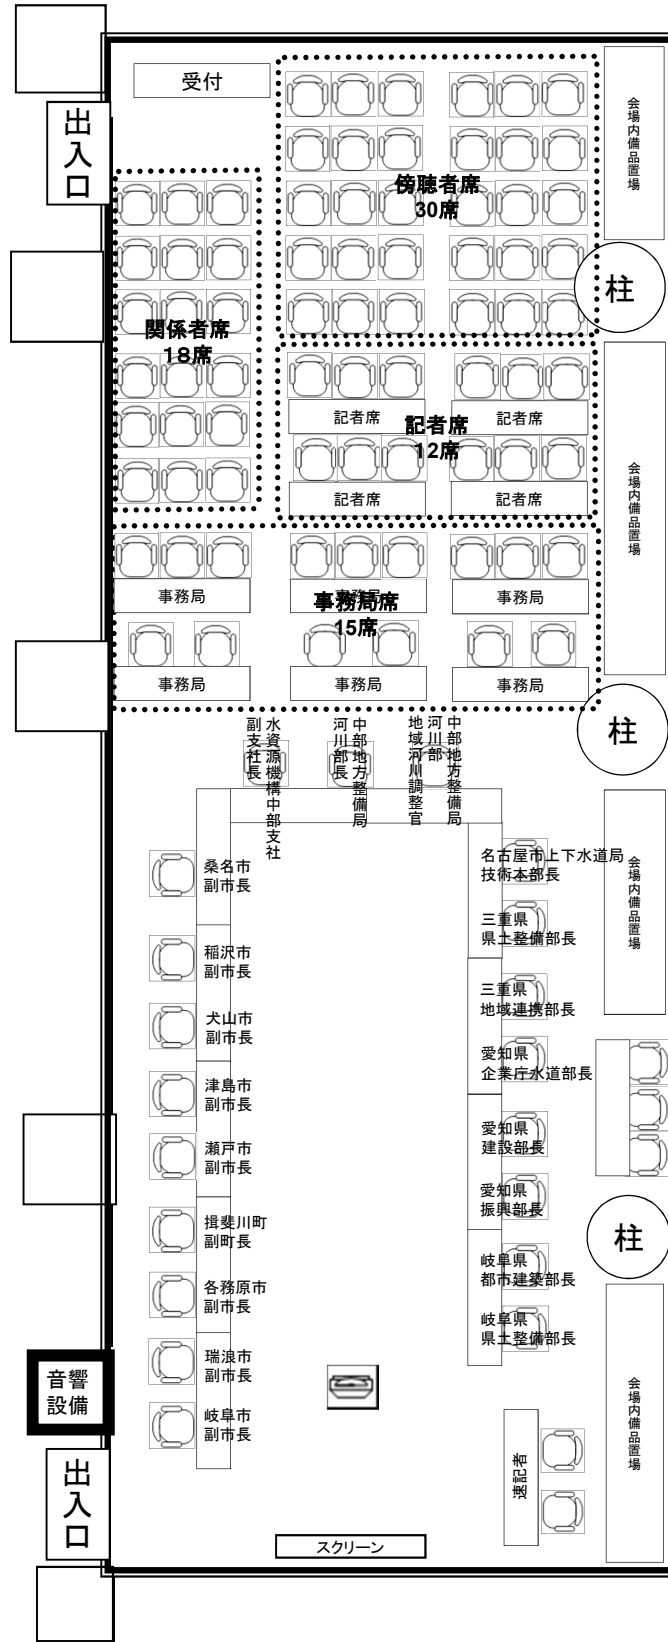 受付
出入口
会場内備品置場
傍聴者席
30席
柱
関係者席
18席
記者席
記者席
記者席
12席
記者席
記者席
会場内備品置場
事務局
事務局
事務局
事務局席
15席
事務局
事務局
事務局
柱
水資源機構中部支社
副支社長
中部地方整備局
河川部長
中部地方整備局
河川部
地域河川調整官
会場内備品置場
桑名市
副市長
稲沢市
副市長
犬山市
副市長
津島市
副市長
瀬戸市
副市長
揖斐川町
副町長
各務原市
副市長
瑞浪市
副市長
岐阜市
副市長
名古屋市上下水道局
技術本部長
三重県
県土整備部長
三重県
地域連携部長
愛知県
企業庁水道部長
愛知県
建設部長
愛知県
振興部長
岐阜県
都市建築部長
岐阜県
県土整備部長
柱
音響
設備
会場内備品置場
出入口
速記者
スクリーン